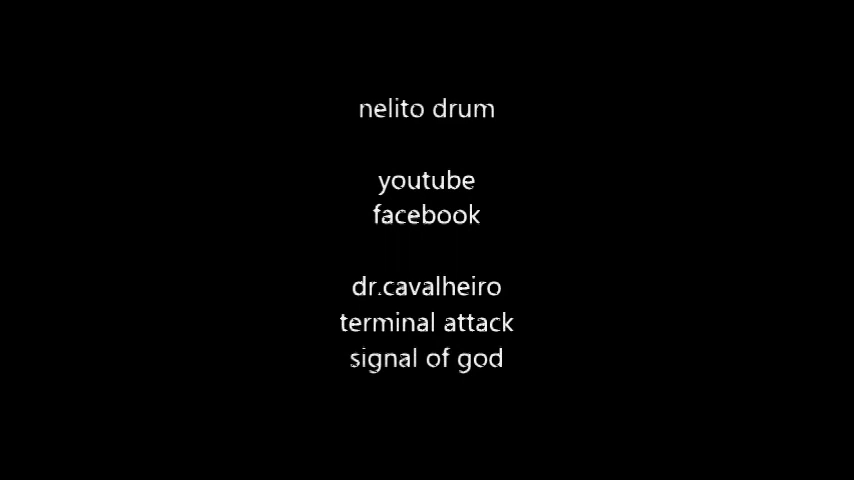 nelito drum
youtube
facebook
dr.cavalheiro
terminal attack
signal of god